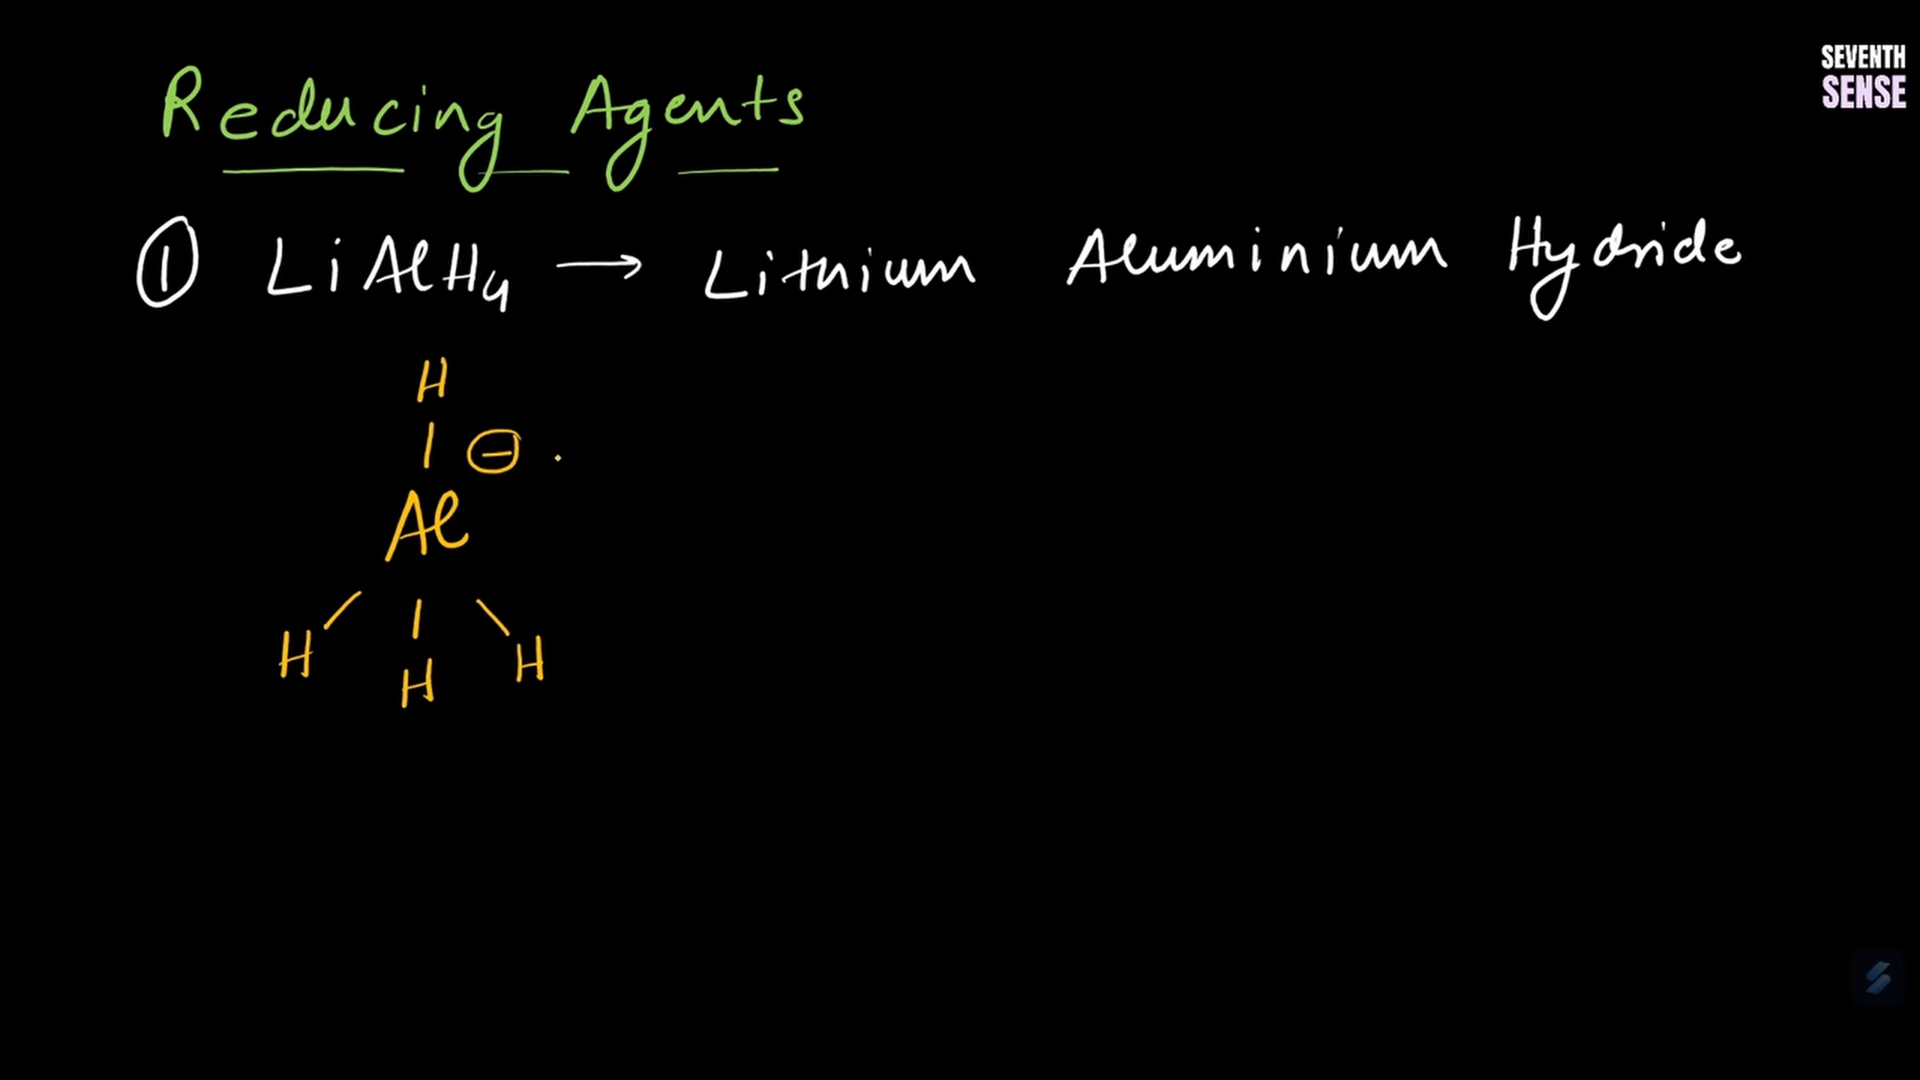 Reducing Agents
SEVENTH
SENSE
① LiAlH4 → Lithium Aluminium Hydride
H
⊖
Al
H H H